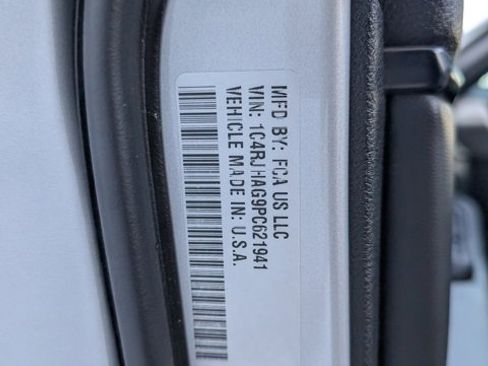 MFD BY: FCA US LLC
VIN: 1C4RJHAG9PC621941
VEHICLE MADE IN: U.S.A.